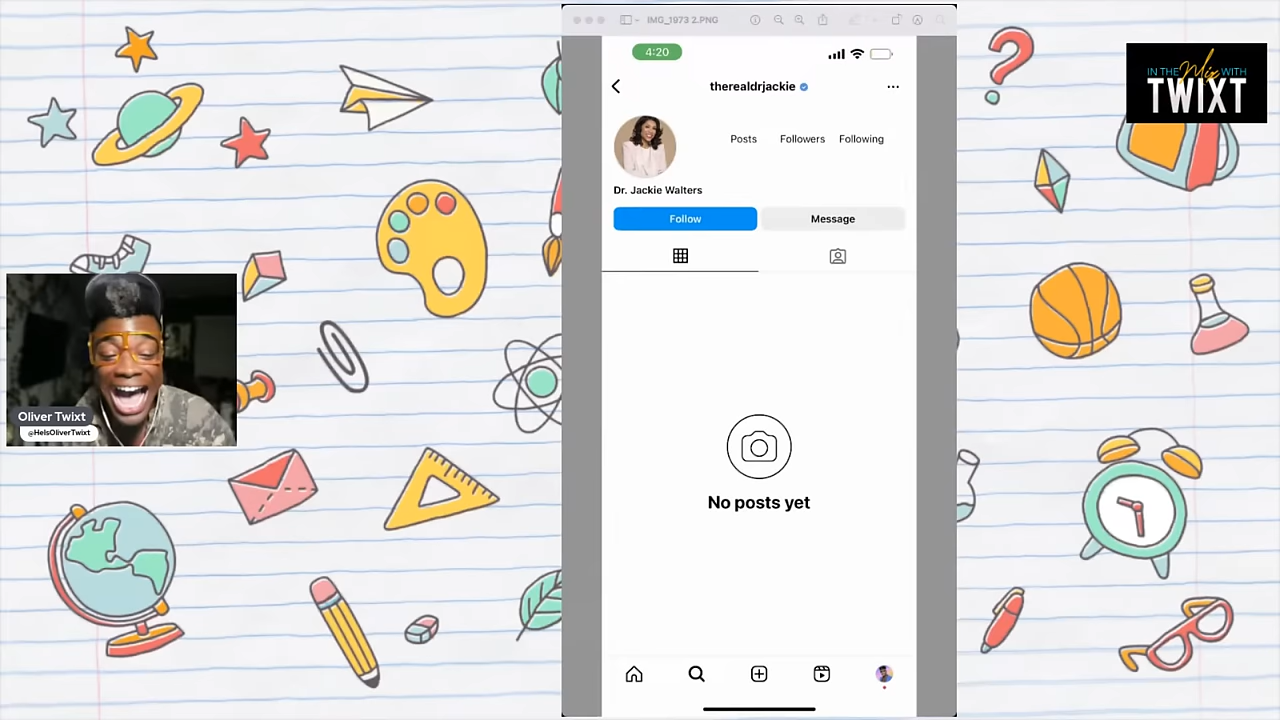 IMG_1973 2.PNG
4:20
therealdrjackie
Posts Followers Following
Dr. Jackie Walters
Follow Message
No posts yet
IN THE Mix WITH
TWIXT
Oliver Twixt
@HeIsOliverTwixt